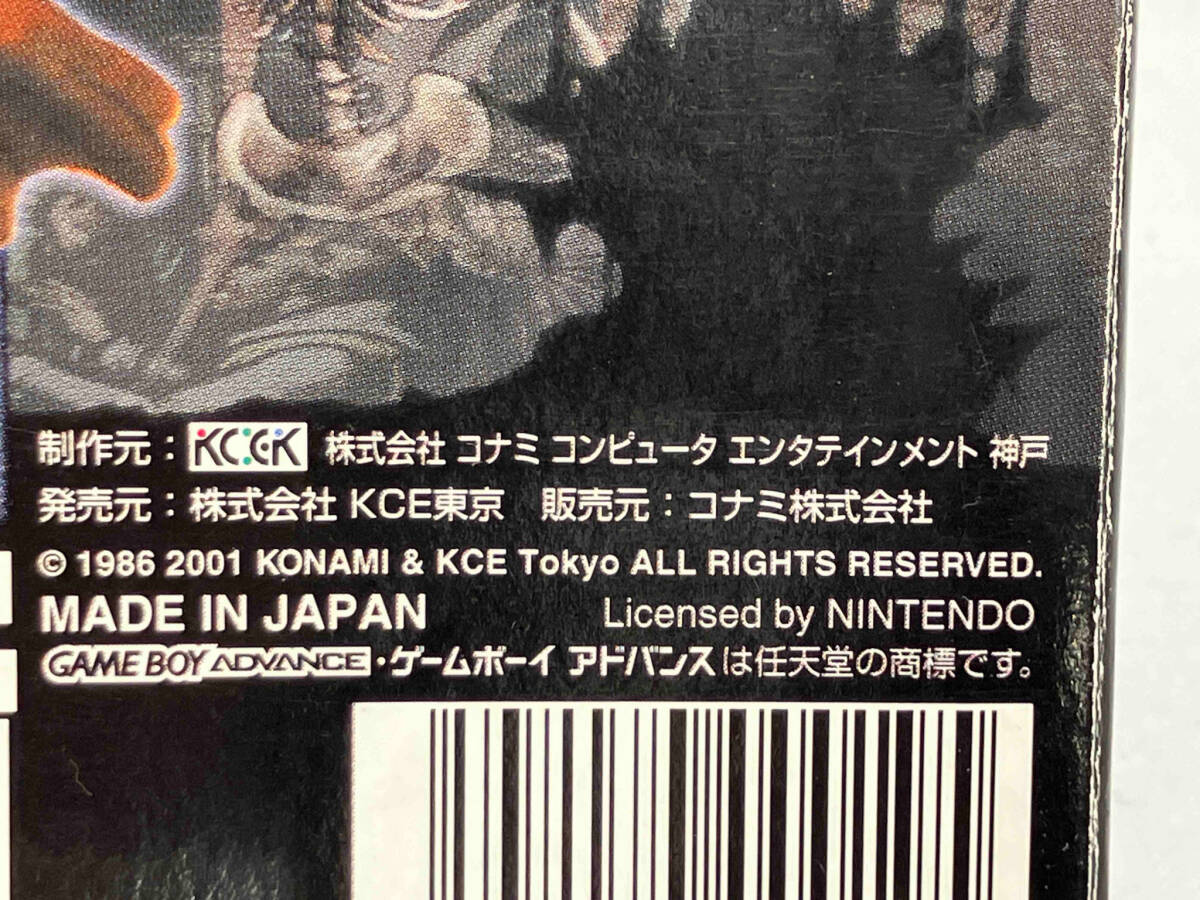 制作元：KCEK 株式会社 コナミ コンピュータ エンタテインメント 神戸
発売元：株式会社 KCE東京　販売元：コナミ株式会社
© 1986 2001 KONAMI & KCE Tokyo ALL RIGHTS RESERVED.
MADE IN JAPAN Licensed by NINTENDO
GAME BOY ADVANCE・ゲームボーイ アドバンスは任天堂の商標です。